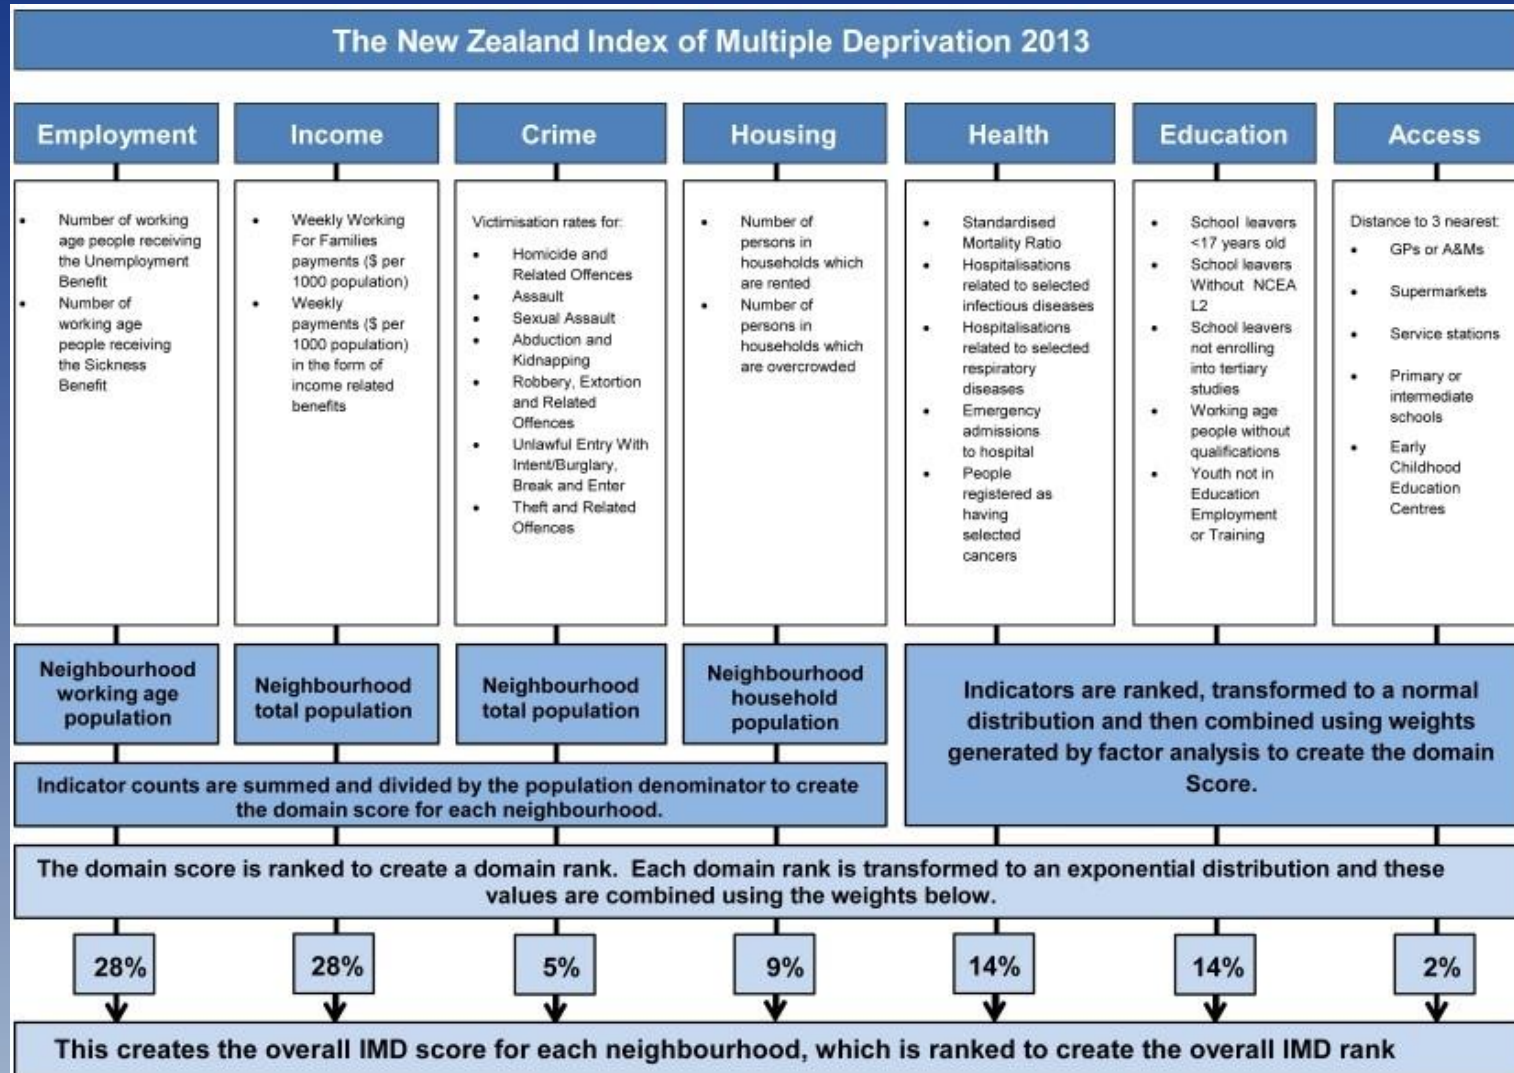 The New Zealand Index of Multiple Deprivation 2013
Employment
Number of working
age people receiving
the Unemployment
Benefit
Number of
working age
people receiving
the Sickness
Benefit
Income
Weekly Working
For Families
payments ($ per
1000 population)
Weekly
payments ($ per
1000 population)
in the form of
income related
benefits
Crime
Victimisation rates for:
Homicide and
Related Offences
Assault
Sexual Assault
Abduction and
Kidnapping
Robbery, Extortion
and Related
Offences
Unlawful Entry With
Intent/Burglary,
Break and Enter
Theft and Related
Offences
Housing
Number of
persons in
households which
are rented
Number of
persons in
households which
are overcrowded
Health
Standardised
Mortality Ratio
Hospitalisations
related to selected
infectious diseases
Hospitalisations
related to selected
respiratory
diseases
Emergency
admissions
to hospital
People
registered as
having
selected
cancers
Education
School leavers
<17 years old
School leavers
Without NCEA
L2
School leavers
not enrolling
into tertiary
studies
Working age
people without
qualifications
Youth not in
Education
Employment
or Training
Access
Distance to 3 nearest:
GPs or A&Ms
Supermarkets
Service stations
Primary or
intermediate
schools
Early
Childhood
Education
Centres
Neighbourhood
working age
population
Neighbourhood
total population
Neighbourhood
total population
Neighbourhood
household
population
Indicator counts are summed and divided by the population denominator to create
the domain score for each neighbourhood.
Indicators are ranked, transformed to a normal
distribution and then combined using weights
generated by factor analysis to create the domain
Score.
The domain score is ranked to create a domain rank. Each domain rank is transformed to an exponential distribution and these
values are combined using the weights below.
28%
28%
5%
9%
14%
14%
2%
This creates the overall IMD score for each neighbourhood, which is ranked to create the overall IMD rank